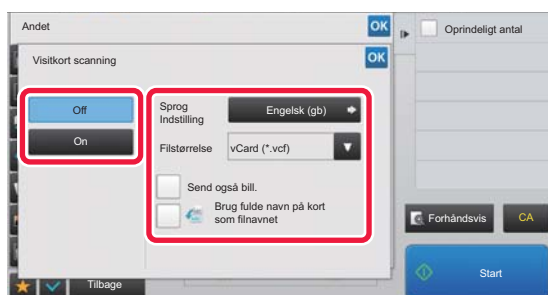 Andet
OK
Oprindeligt antal
Visitkort scanning
OK
Off
On
Sprog
Indstilling
Engelsk (gb)
Filstørrelse
vCard (*.vcf)
Send også bill.
Brug fulde navn på kort
som filnavnet
Forhåndsvis
CA
Tilbage
Start